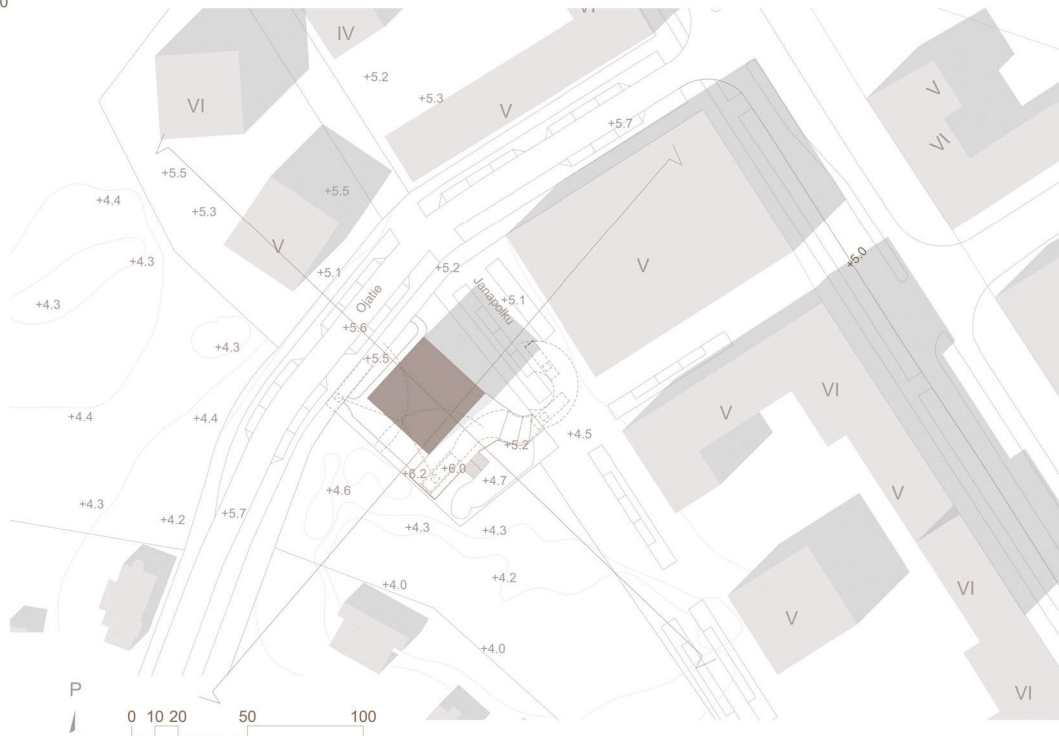 0
VI
IV
+5.2
+5.3
V
V
VI
VI
+5.7
+5.5
+5.5
+5.3
+4.4
V
+4.3
+5.1
+5.2
V
+5.0
Ojatie
Janapolku
+5.1
+4.3
+5.6
+4.3
+5.5
VI
+4.4
+4.4
V
+5.2
+4.5
+6.2
+6.0
+4.7
+4.6
V
+4.3
+4.2
+5.7
+4.3
+4.3
+4.2
+4.0
VI
V
+4.0
P
VI
0 10 20 50 100